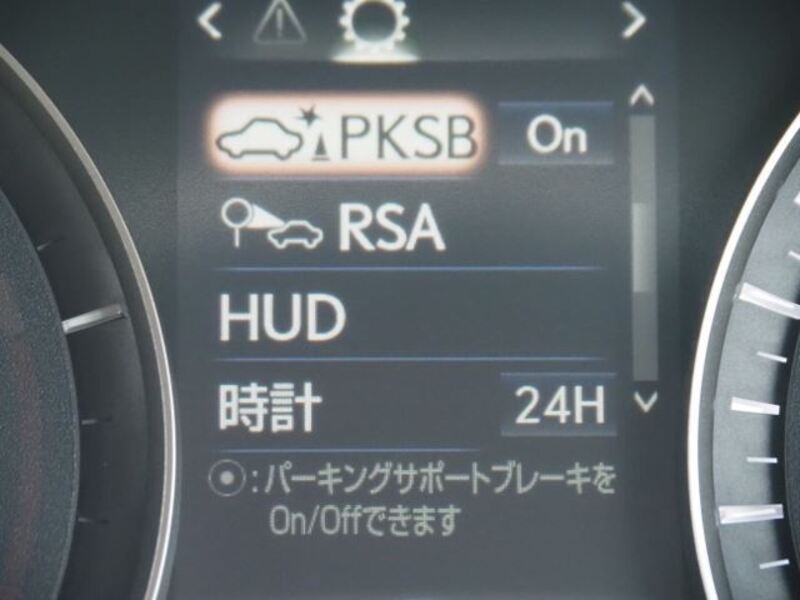 PKSB On
RSA
HUD
時計 24H
:パーキングサポートブレーキを
On/Offできます